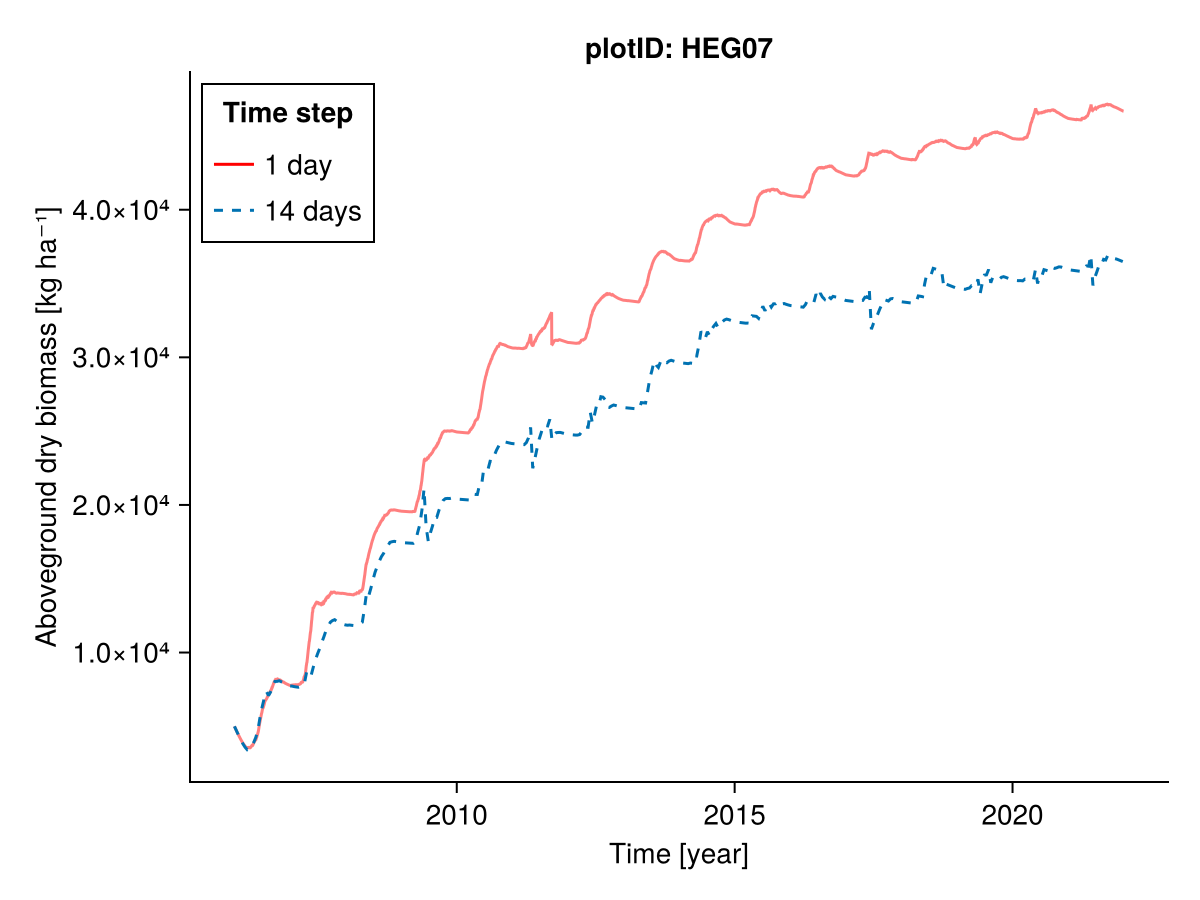 plotID: HEG07
Time step
1 day
14 days
Aboveground dry biomass [kg ha⁻¹]
4.0×10⁴
3.0×10⁴
2.0×10⁴
1.0×10⁴
2010 2015 2020
Time [year]